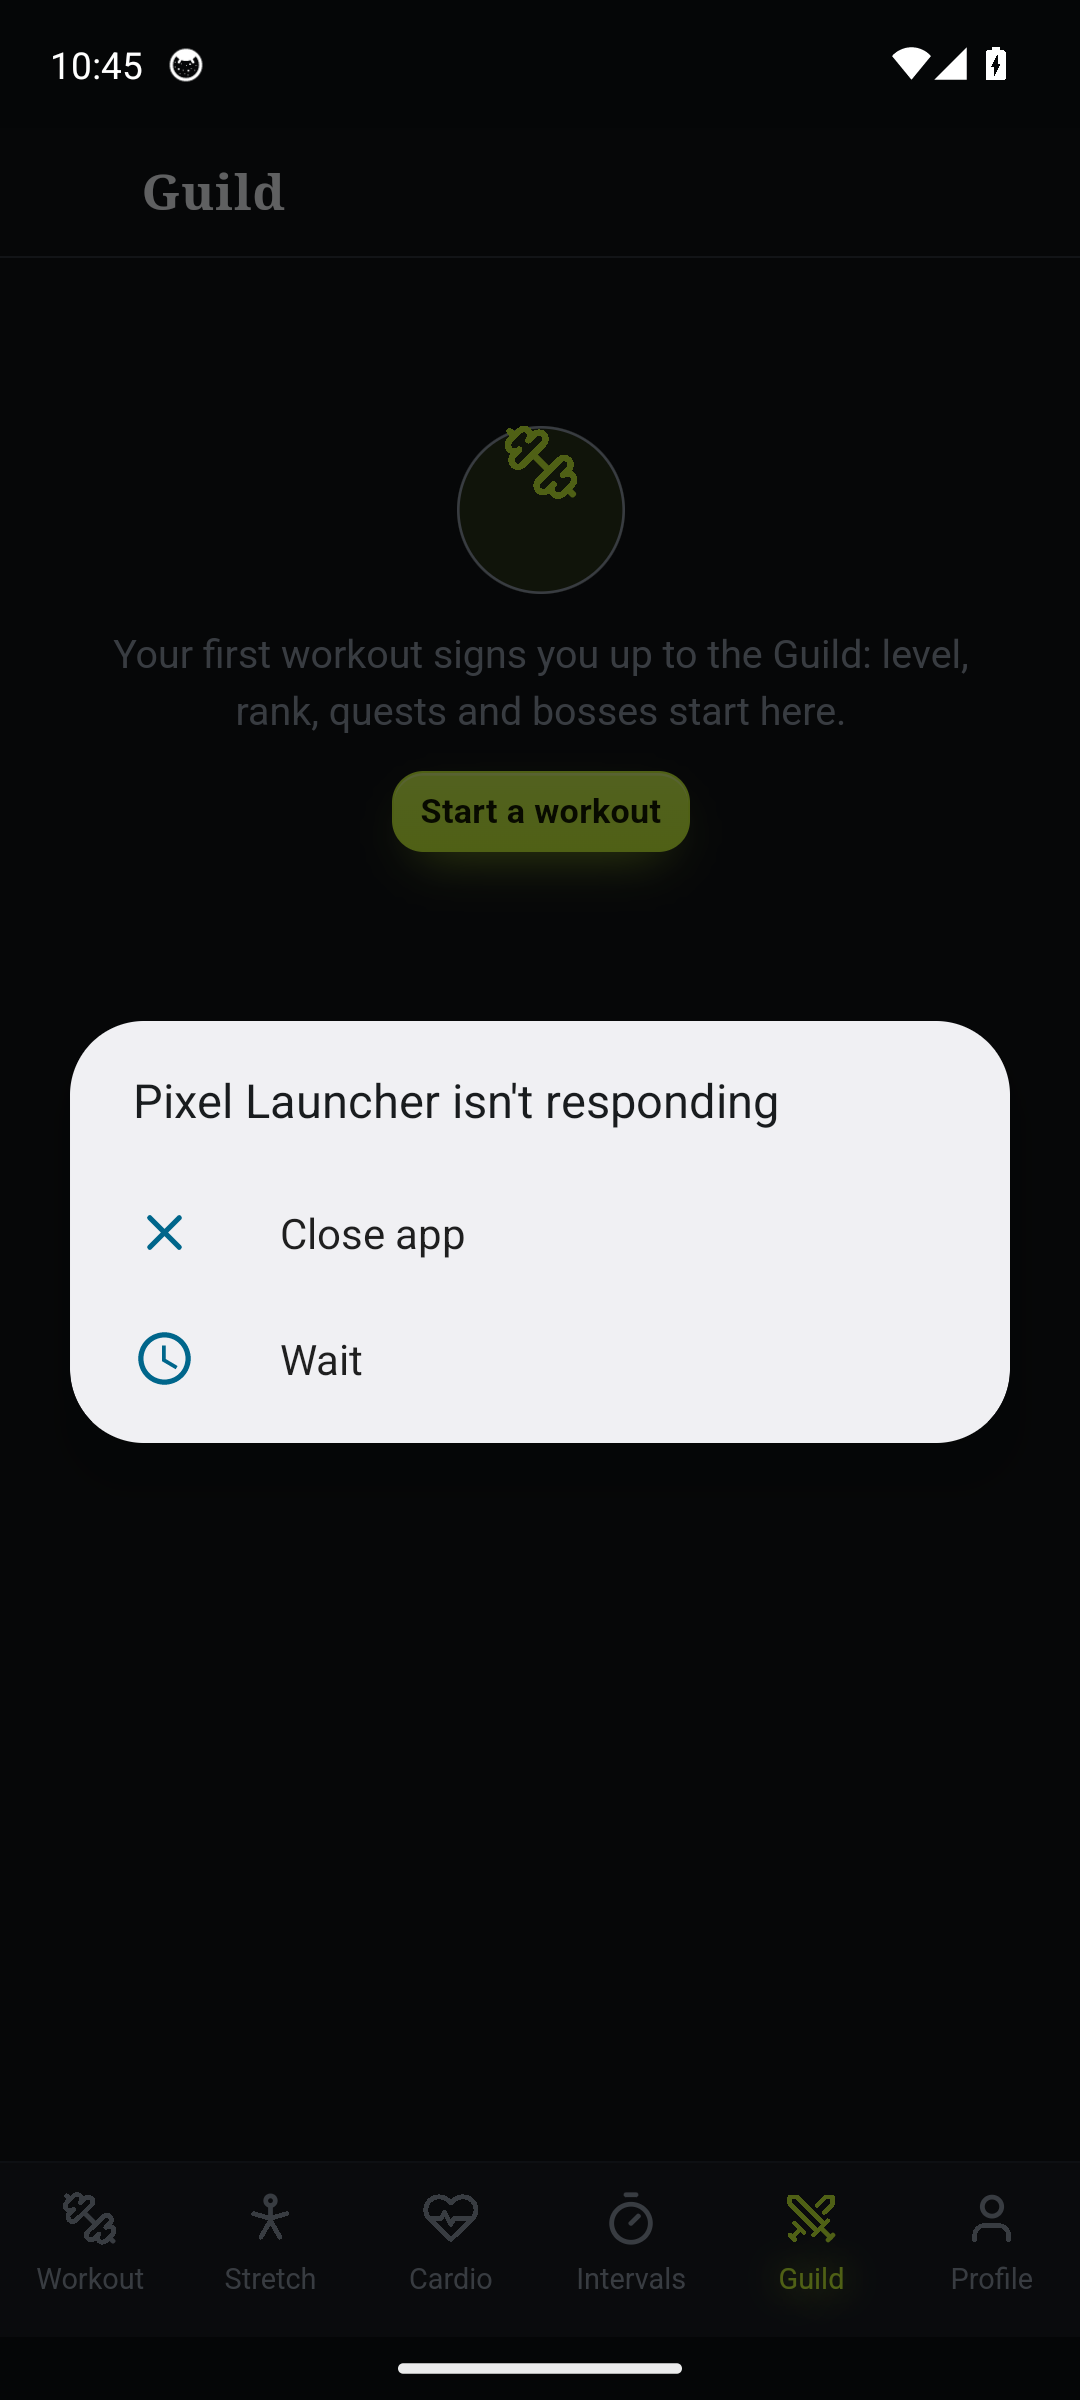 10:45
Guild
Your first workout signs you up to the Guild: level,
rank, quests and bosses start here.
Start a workout
Pixel Launcher isn't responding
Close app
Wait
Workout
Stretch
Cardio
Intervals
Guild
Profile